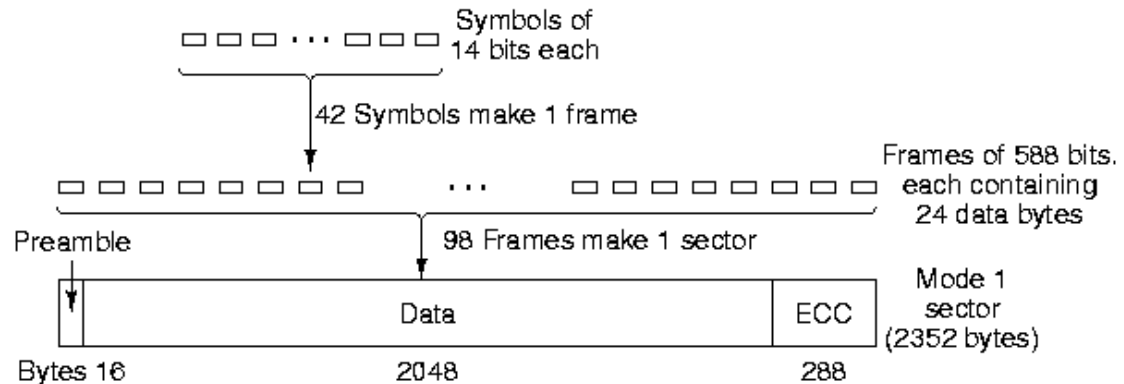 Symbols of
14 bits each
42 Symbols make 1 frame
Frames of 588 bits.
each containing
24 data bytes
Preamble
98 Frames make 1 sector
Mode 1
sector
(2352 bytes)
Data
ECC
Bytes 16
2048
288